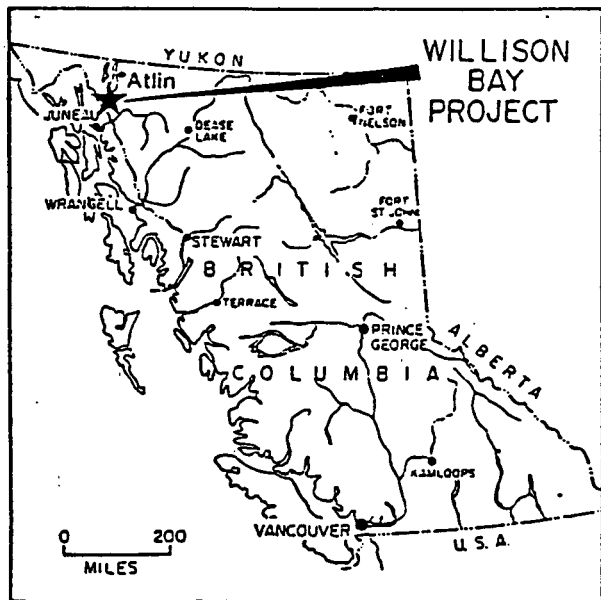 YUKON
WILLISON
BAY
PROJECT
Atlin
JUNEAU
DEASE
LAKE
FORT
NELSON
FORT
ST JOHN
WRANGELL
W
STEWART
BRITISH
TERRACE
PRINCE
GEORGE
ALBERTA
COLUMBIA
KAMLOOPS
VANCOUVER
U.S.A.
0 200
MILES